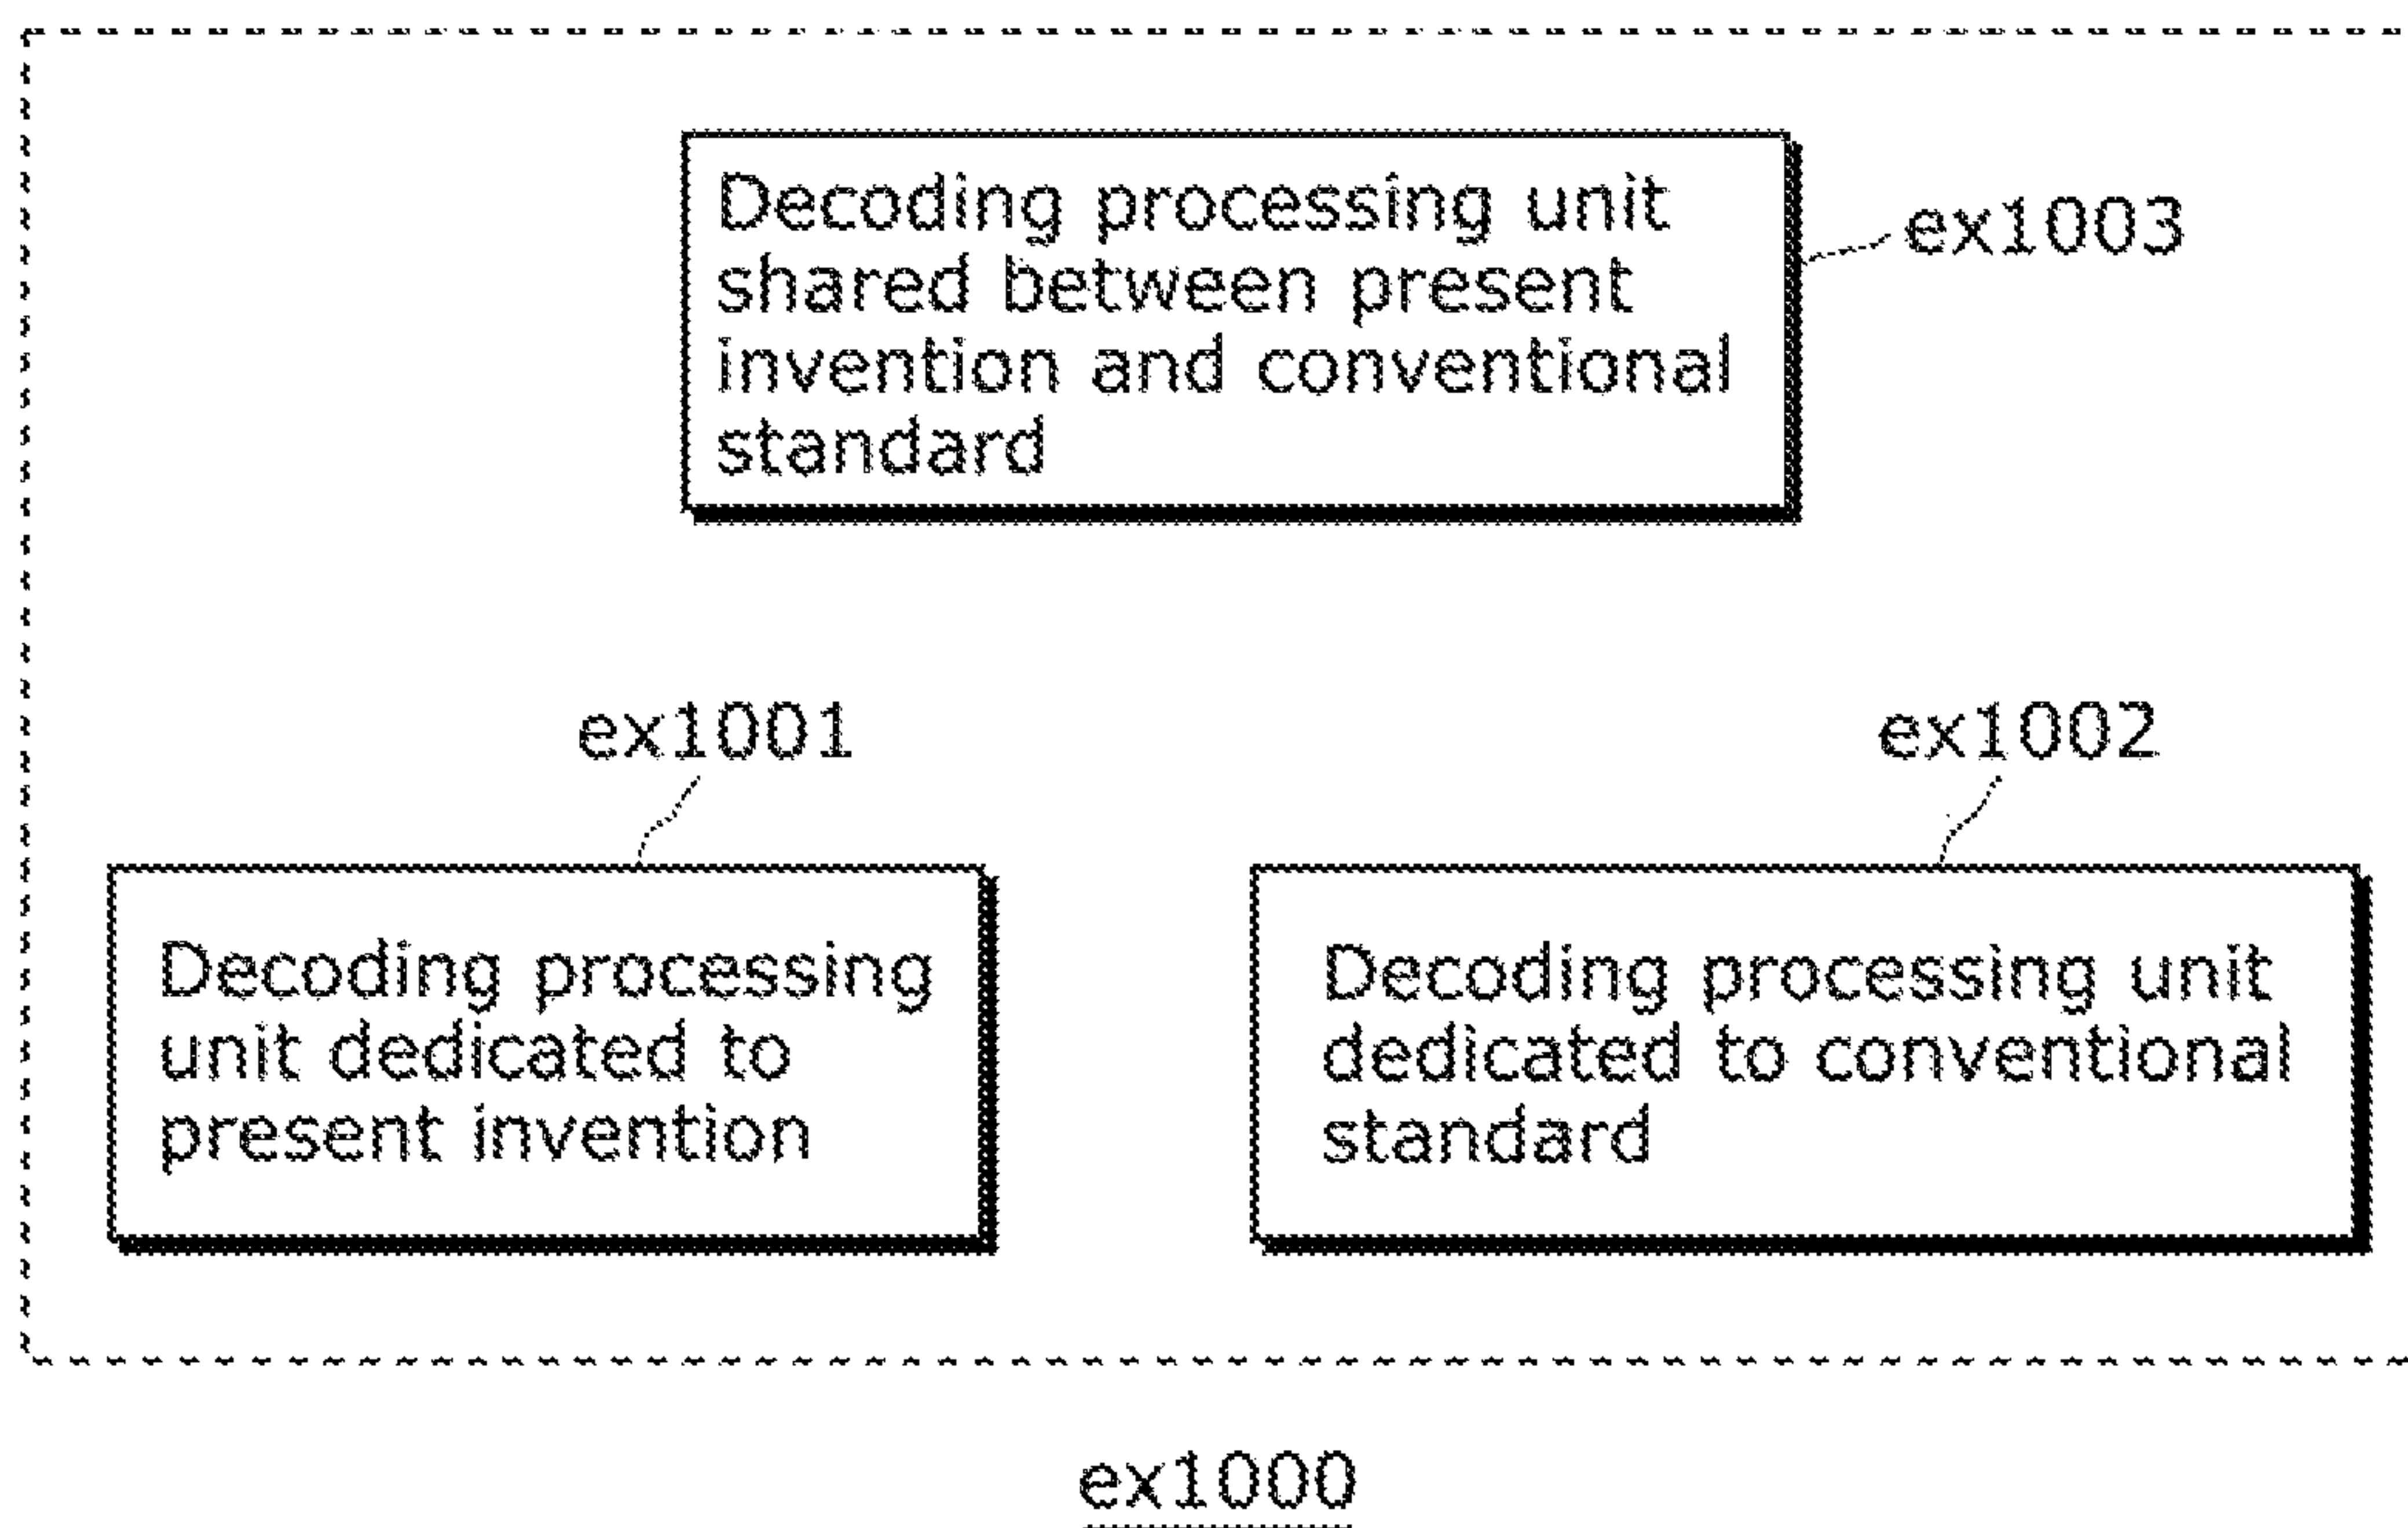 Decoding processing unit
shared between present
invention and conventional
standard
ex1003
ex1001
ex1002
Decoding processing
unit dedicated to
present invention
Decoding processing unit
dedicated to conventional
standard
ex1000